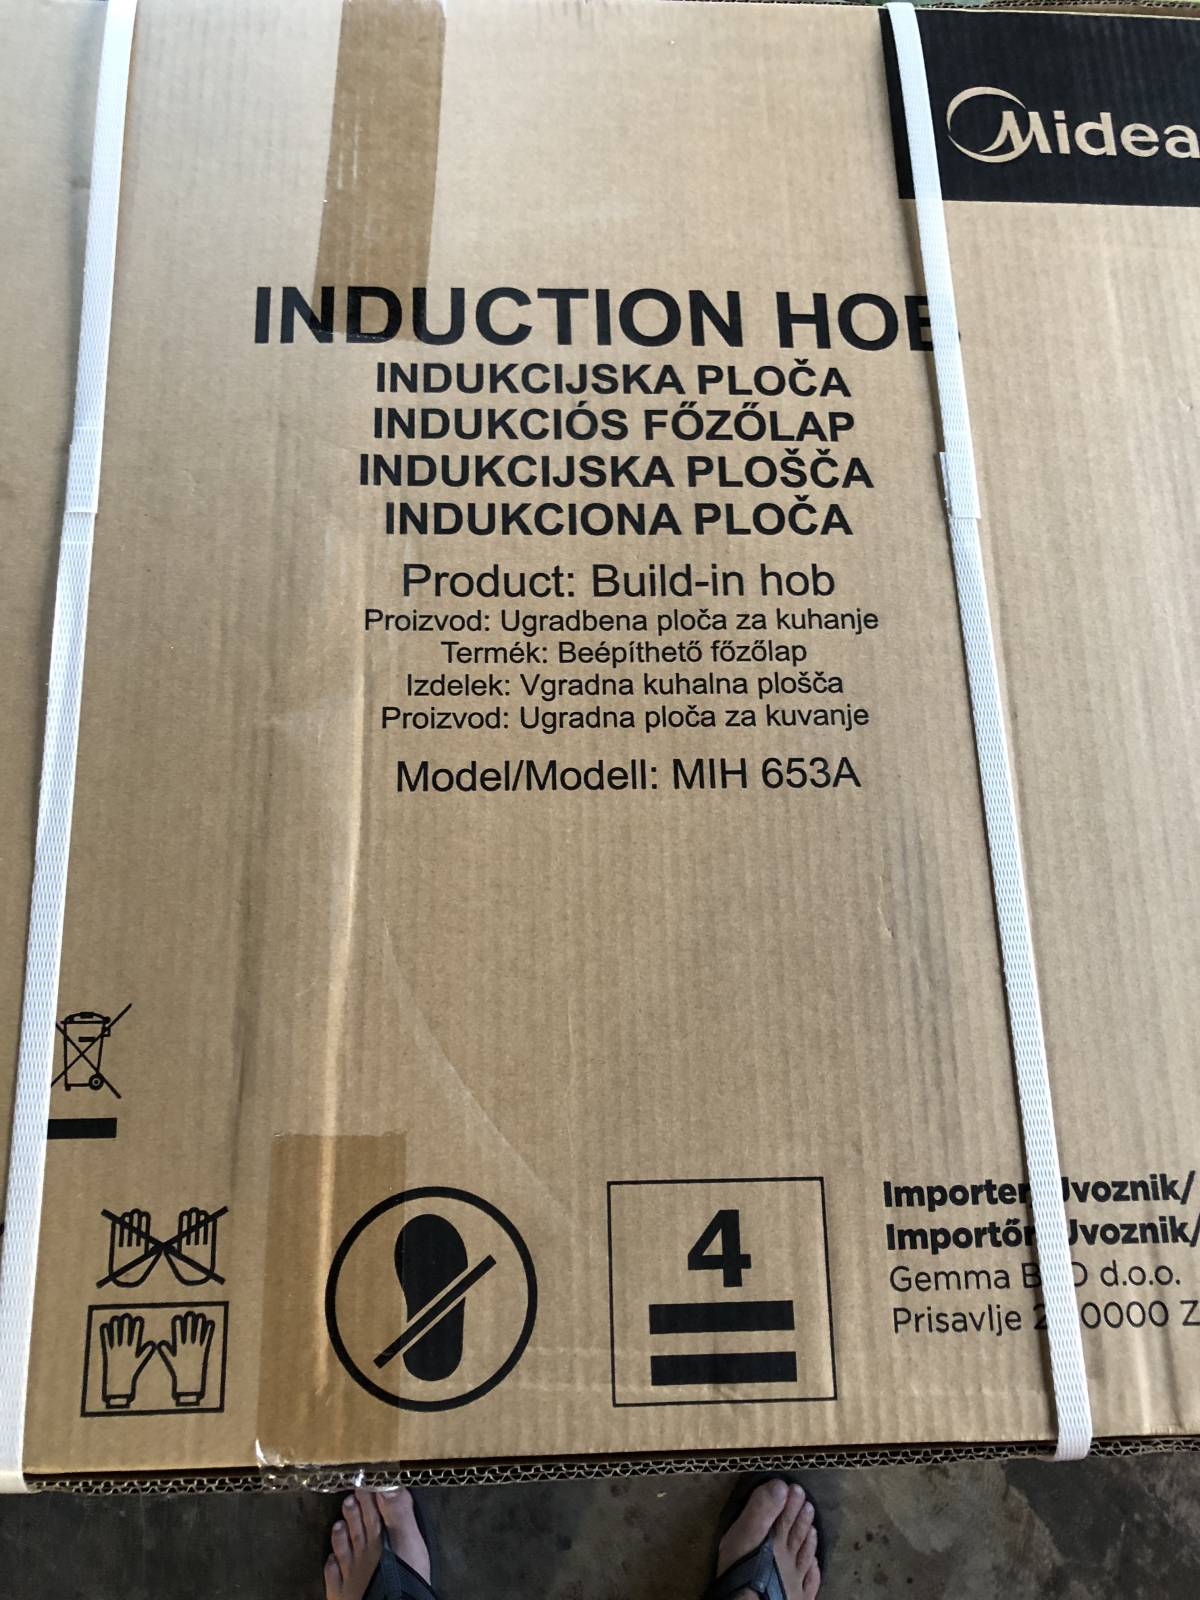 Midea
INDUCTION HOB
INDUKCIJSKA PLOČA
INDUKCIÓS FŐZŐLAP
INDUKCIJSKA PLOŠČA
INDUKCIONA PLOČA
Product: Build-in hob
Proizvod: Ugradbena ploča za kuhanje
Termék: Beépíthető főzőlap
Izdelek: Vgradna kuhalna plošča
Proizvod: Ugradna ploča za kuvanje
Model/Modell: MIH 653A
4
Importer/Uvoznik/
Importőr/Uvoznik/
Gemma d.o.o.
Prisavlje